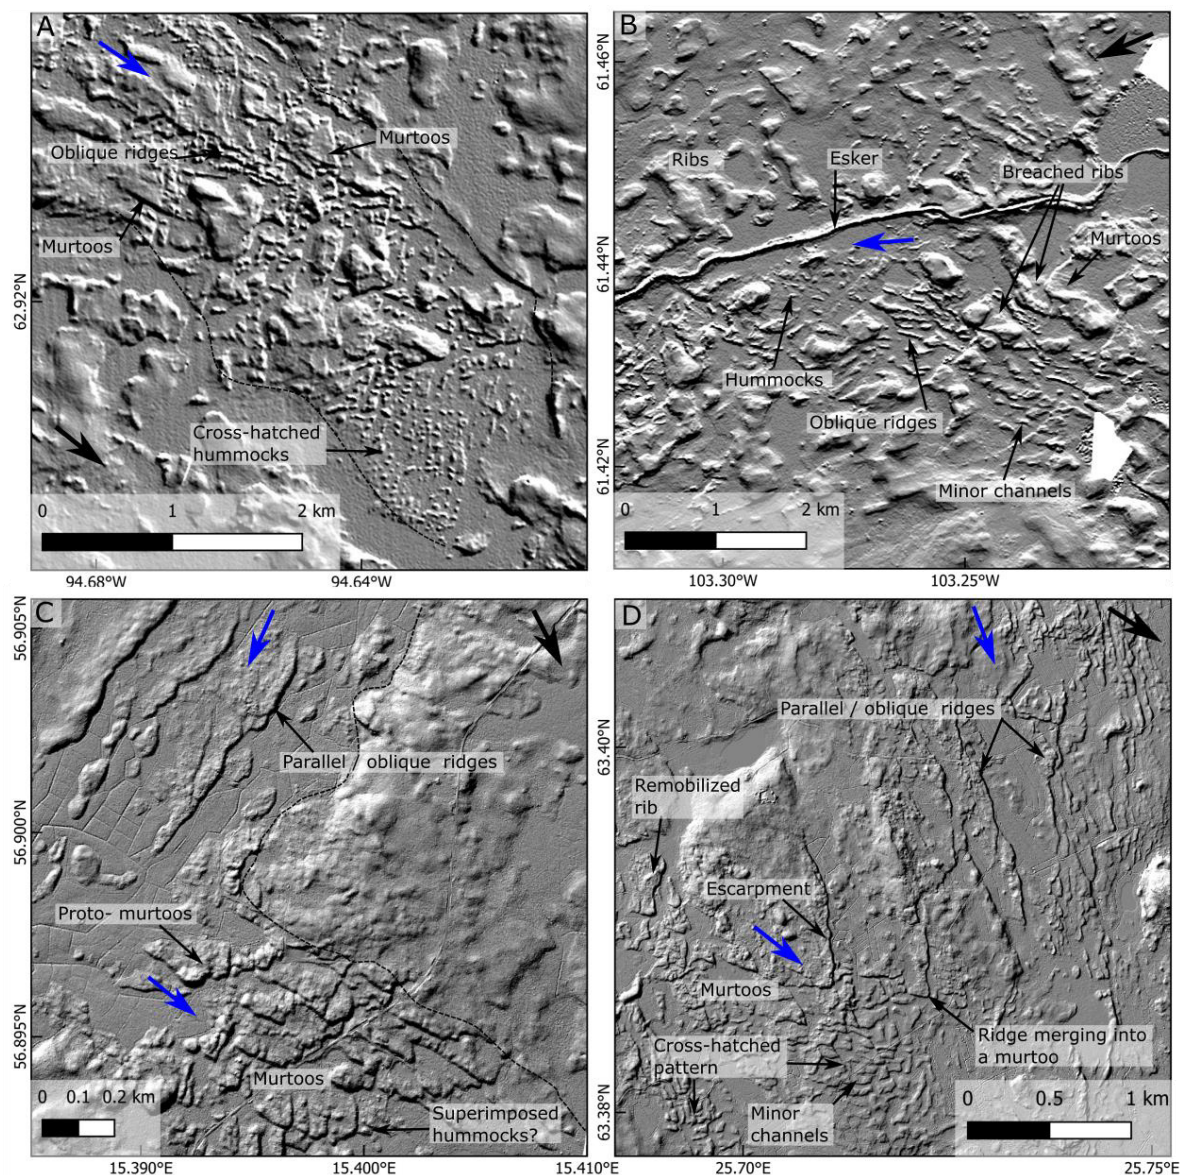 A
Murtoos
Oblique ridges
Murtoos
62.92°N
Cross-hatched
hummocks
0 1 2 km
94.68°W 94.64°W
B
61.46°N
Ribs
Esker
Breached ribs
Murtoos
61.44°N
Hummocks
Oblique ridges
61.42°N
Minor channels
0 1 2 km
103.30°W 103.25°W
C
56.905°N
Parallel / oblique ridges
56.900°N
Proto- murtoos
56.895°N
Murtoos
0 0.1 0.2 km
Superimposed
hummocks?
15.390°E 15.400°E 15.410°E
D
Parallel / oblique ridges
63.40°N
Remobilized
rib
Escarpment
Murtoos
Ridge merging into
a murtoo
Cross-hatched
pattern
Minor
channels
63.38°N
0 0.5 1 km
25.70°E 25.75°E